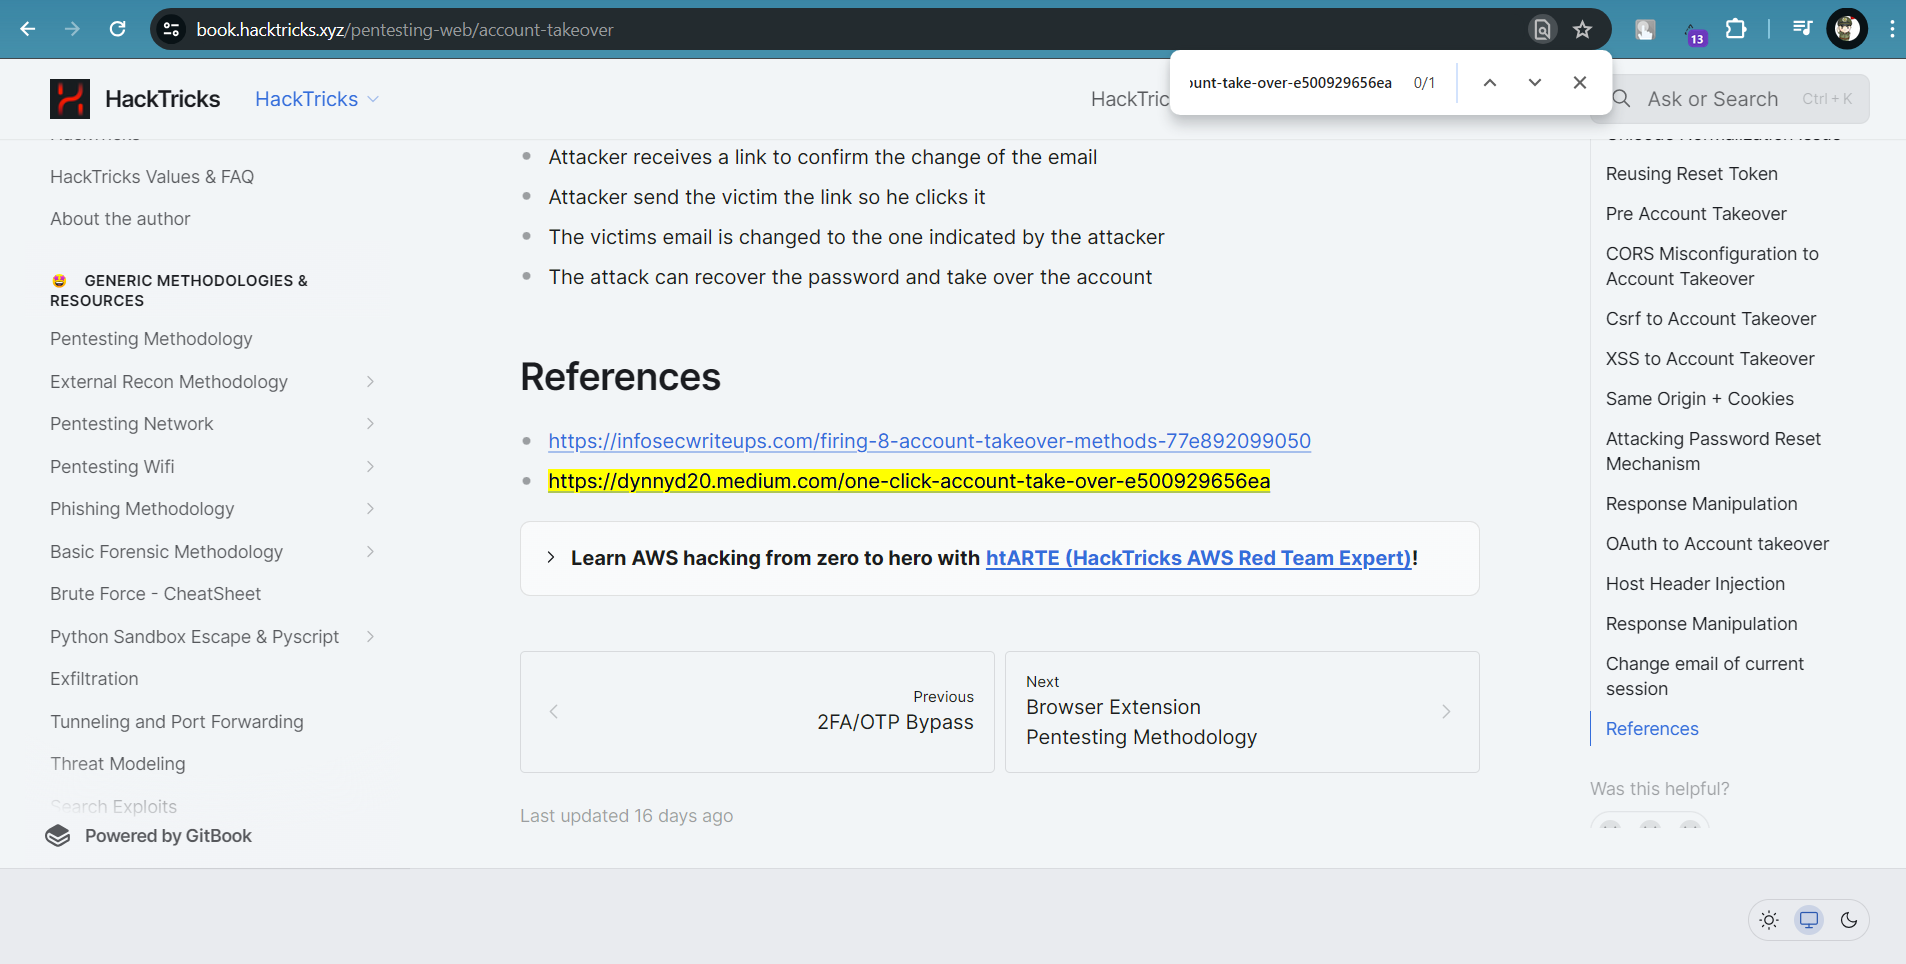 book.hacktricks.xyz/pentesting-web/account-takeover
13
ount-take-over-e500929656ea 0/1
HackTricks
HackTricks
HackTric
Ask or Search Ctrl + K
HackTricks
HackTricks Values & FAQ
About the author
GENERIC METHODOLOGIES &
RESOURCES
Pentesting Methodology
External Recon Methodology
Pentesting Network
Pentesting Wifi
Phishing Methodology
Basic Forensic Methodology
Brute Force - CheatSheet
Python Sandbox Escape & Pyscript
Exfiltration
Tunneling and Port Forwarding
Threat Modeling
Search Exploits
Powered by GitBook
Attacker receives a link to confirm the change of the email
Attacker send the victim the link so he clicks it
The victims email is changed to the one indicated by the attacker
The attack can recover the password and take over the account
References
https://infosecwriteups.com/firing-8-account-takeover-methods-77e892099050
https://dynnyd20.medium.com/one-click-account-take-over-e500929656ea
Learn AWS hacking from zero to hero with htARTE (HackTricks AWS Red Team Expert)!
Previous
2FA/OTP Bypass
Next
Browser Extension
Pentesting Methodology
Last updated 16 days ago
Unicode Normalization Issue
Reusing Reset Token
Pre Account Takeover
CORS Misconfiguration to
Account Takeover
Csrf to Account Takeover
XSS to Account Takeover
Same Origin + Cookies
Attacking Password Reset
Mechanism
Response Manipulation
OAuth to Account takeover
Host Header Injection
Response Manipulation
Change email of current
session
References
Was this helpful?